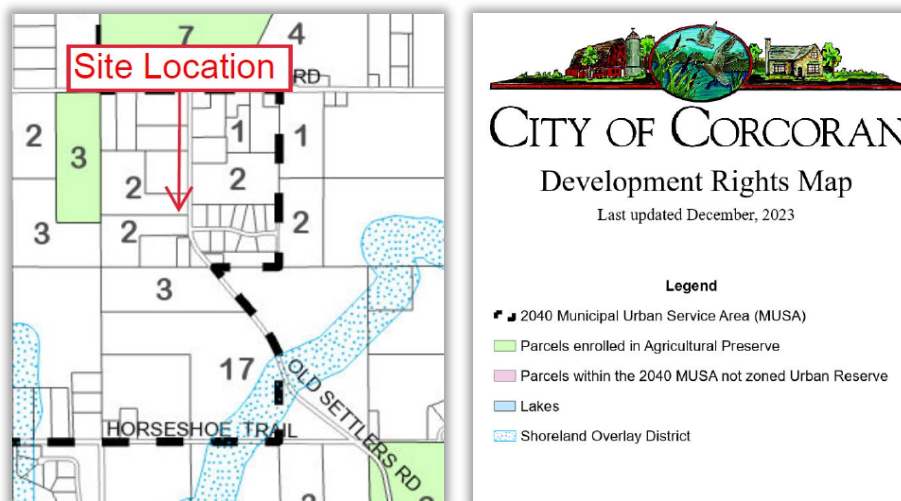 7
4
Site Location
RD
2
3
1
1
2
2
3
2
2
3
17
OLD SETTLERS RD
HORSESHOE TRAIL
CITY OF CORCORAN
Development Rights Map
Last updated December, 2023
Legend
2040 Municipal Urban Service Area (MUSA)
Parcels enrolled in Agricultural Preserve
Parcels within the 2040 MUSA not zoned Urban Reserve
Lakes
Shoreland Overlay District